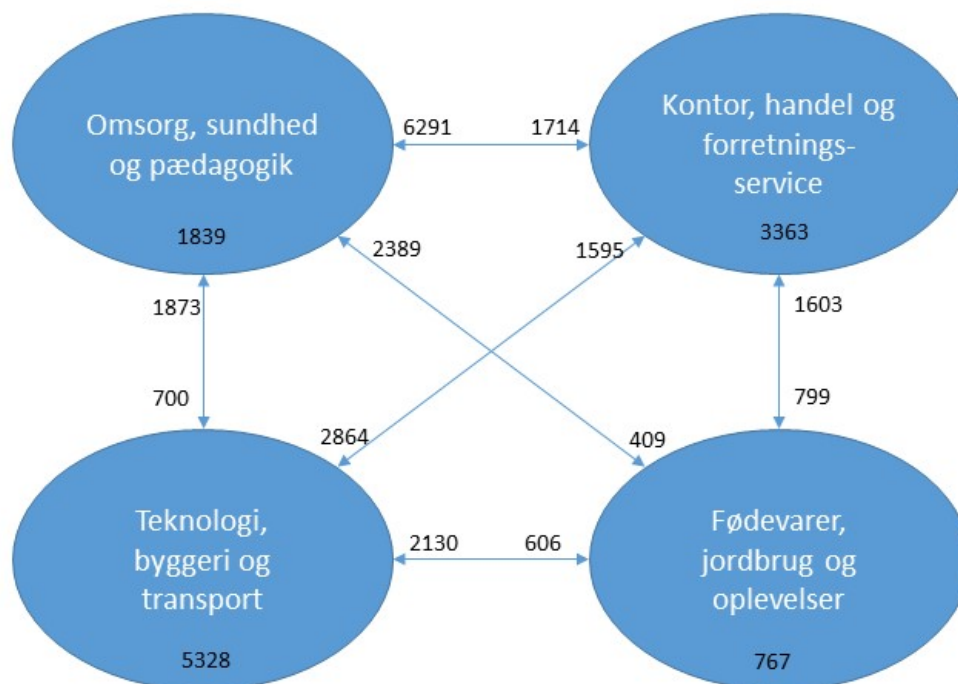 Omsorg, sundhed
og pædagogik
1839
6291
1714
Kontor, handel og
forretnings-
service
3363
2389
1595
1873
1603
700
799
2864
409
Teknologi,
byggeri og
transport
5328
2130
606
Fødevarer,
jordbrug og
oplevelser
767